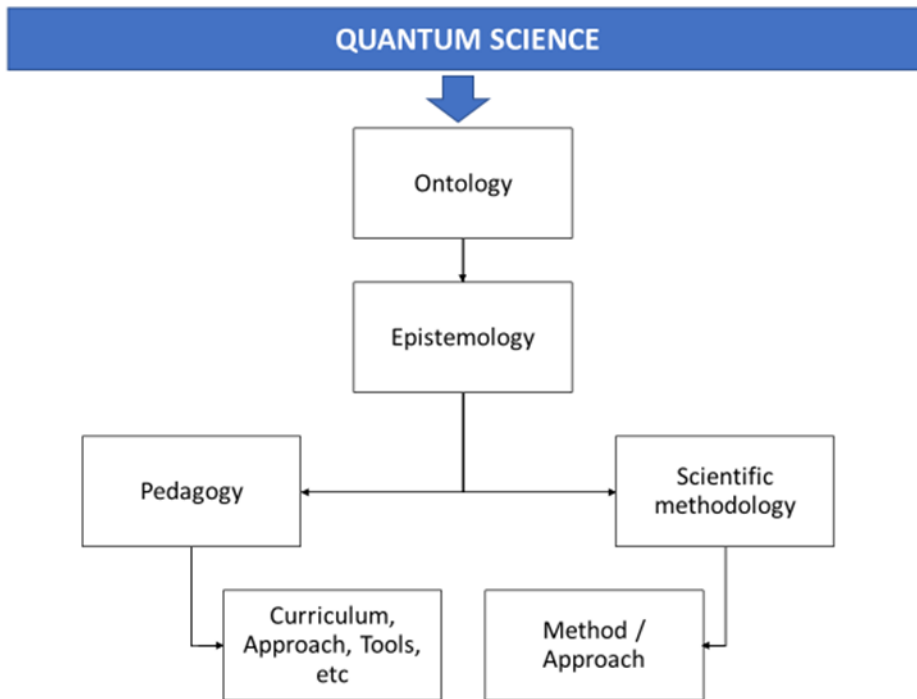 QUANTUM SCIENCE
Ontology
Epistemology
Pedagogy
Scientific
methodology
Curriculum,
Approach, Tools,
etc
Method /
Approach